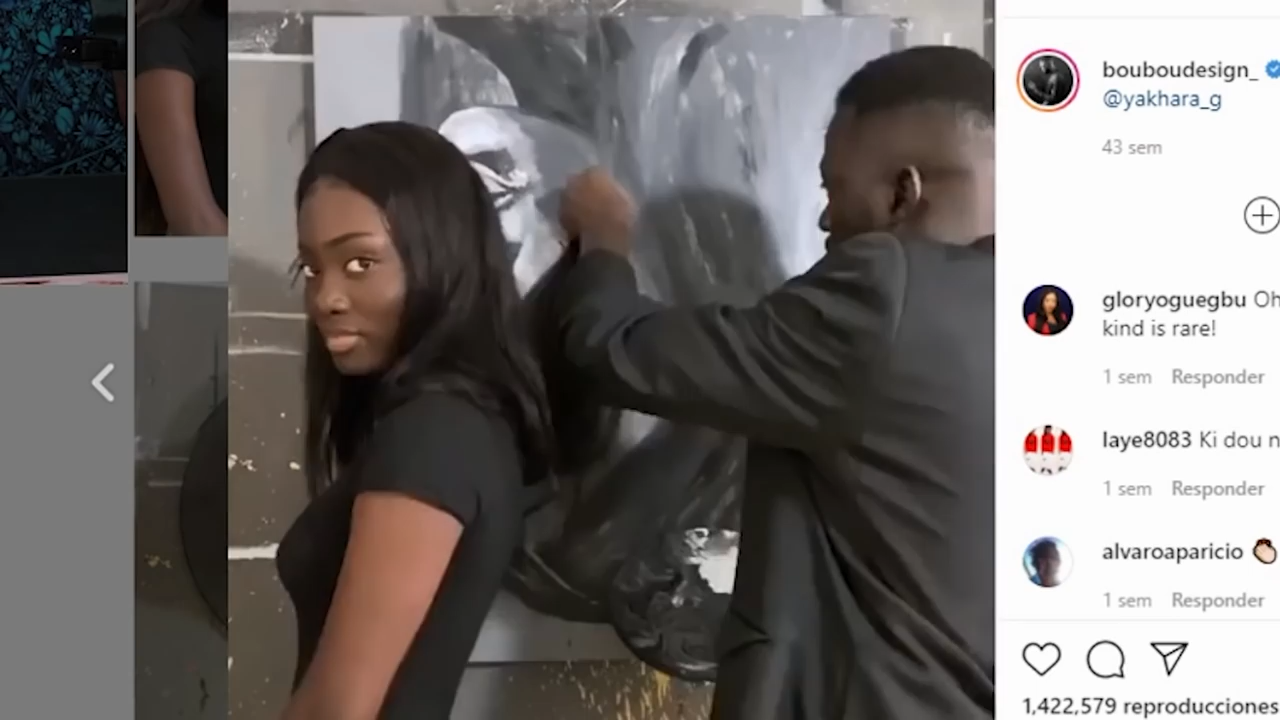 bouboudesign_
@yakhara_g
43 sem
gloryoguegbu Oh
kind is rare!
1 sem Responder
laye8083 Ki dou n
1 sem Responder
alvaroaparicio
1 sem Responder
1,422,579 reproducciones